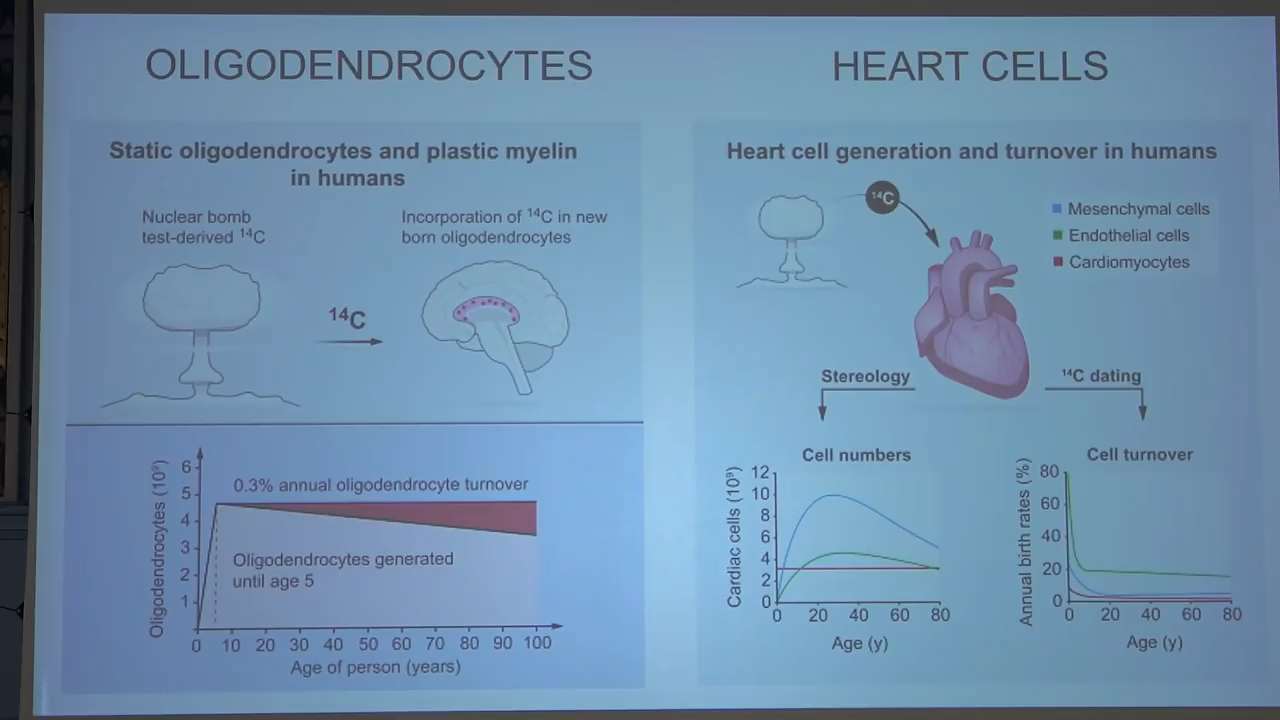 OLIGODENDROCYTES
Static oligodendrocytes and plastic myelin
in humans
Nuclear bomb
test-derived ¹⁴C
Incorporation of ¹⁴C in new
born oligodendrocytes
¹⁴C
Oligodendrocytes (10⁹)
6
5
4
3
2
1
0.3% annual oligodendrocyte turnover
Oligodendrocytes generated
until age 5
0 10 20 30 40 50 60 70 80 90 100
Age of person (years)
HEART CELLS
Heart cell generation and turnover in humans
¹⁴C
Mesenchymal cells
Endothelial cells
Cardiomyocytes
Stereology
¹⁴C dating
Cell numbers
Cardiac cells (10⁹)
12
10
8
6
4
2
0
0 20 40 60 80
Age (y)
Cell turnover
Annual birth rates (%)
80
60
40
20
0
0 20 40 60 80
Age (y)